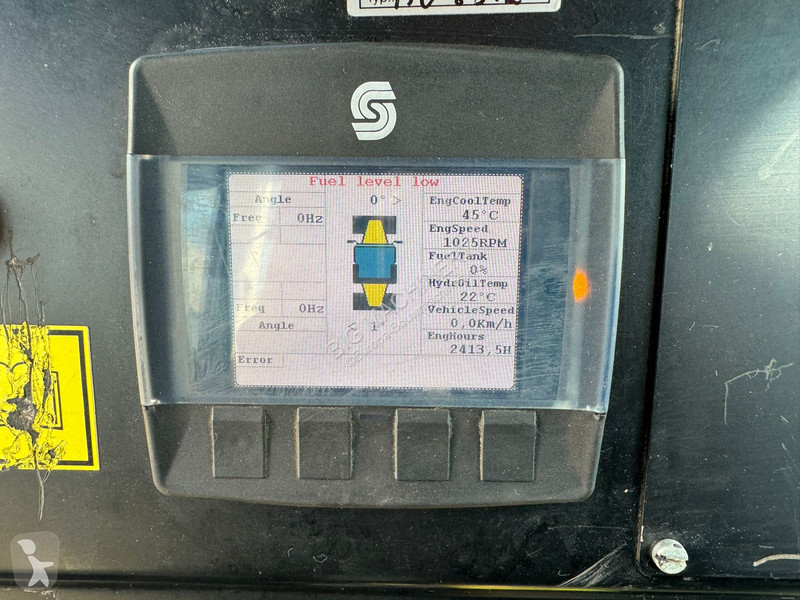 Fuel level low
Angle
0° >
Freq 0Hz
EngCoolTemp
45°C
EngSpeed
1025RPM
FuelTank
0%
HydrOilTemp
22°C
VehicleSpeed
0,0Km/h
EngHours
2413,5H
Freq 0Hz
Angle
1°
Error